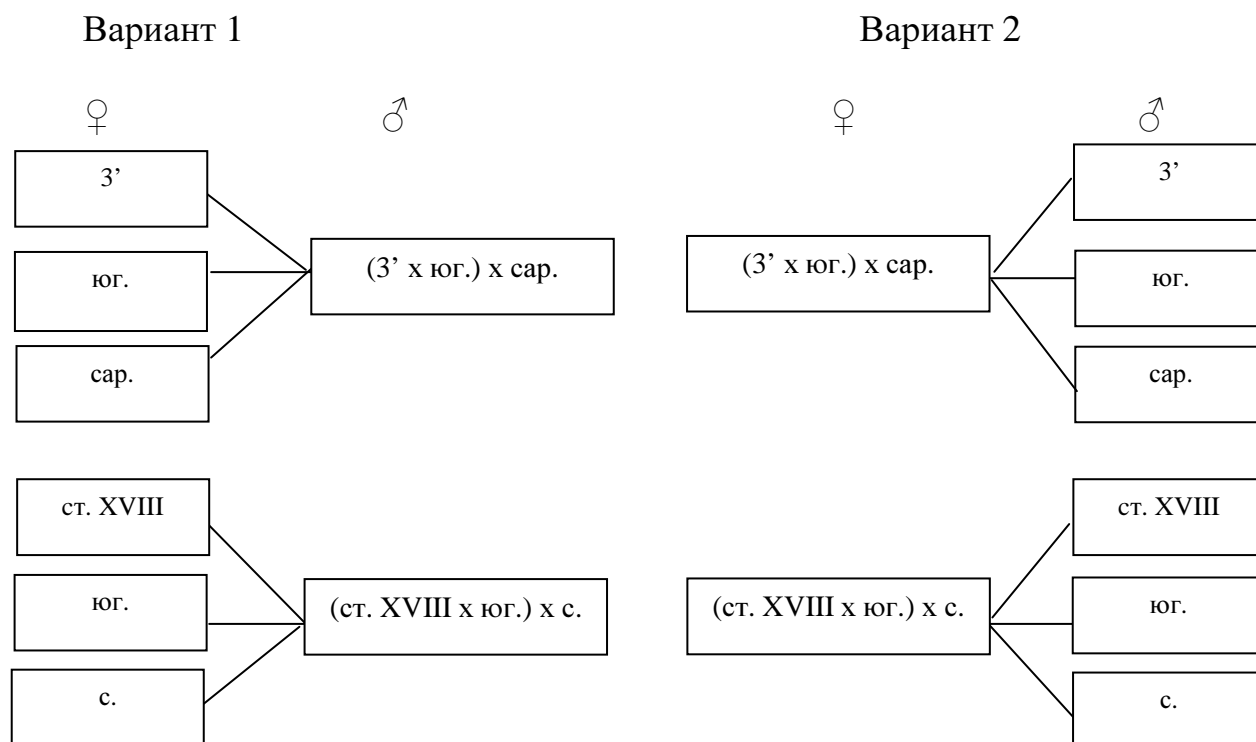 Вариант 1
Вариант 2
♀ ♂
♀ ♂
3’
юг.
сар.
(3’ х юг.) х сар.
(3’ х юг.) х сар.
3’
юг.
сар.
ст. XVIII
юг.
с.
(ст. XVIII х юг.) х с.
(ст. XVIII х юг.) х с.
ст. XVIII
юг.
с.